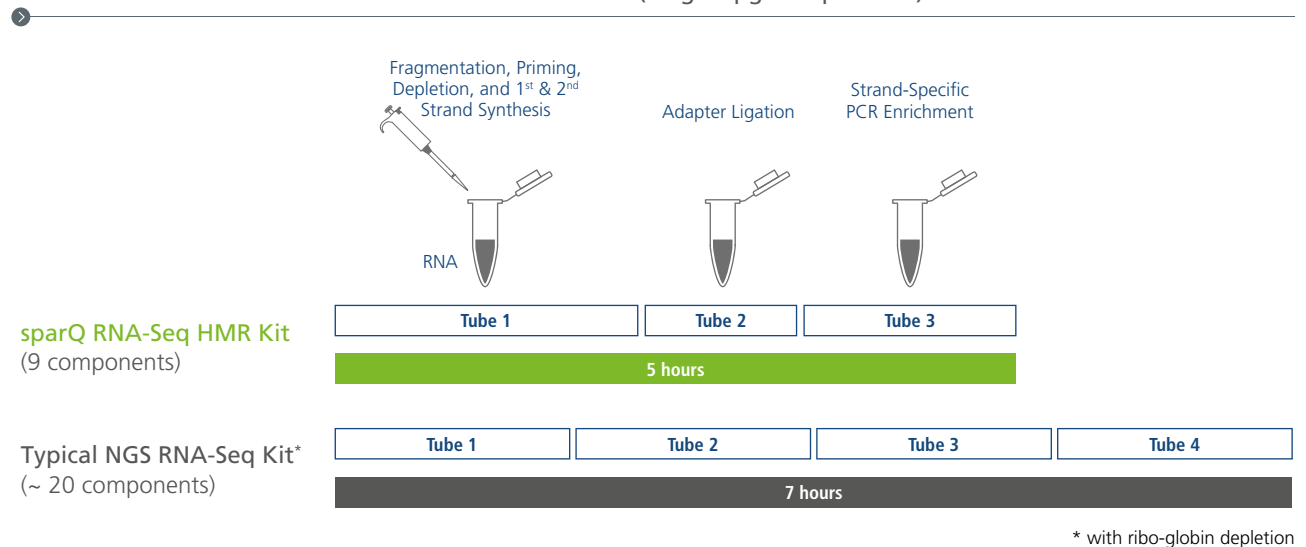 Fragmentation, Priming,
Depletion, and 1st & 2nd
Strand Synthesis
Adapter Ligation
Strand-Specific
PCR Enrichment
RNA
sparQ RNA-Seq HMR Kit
(9 components)
Tube 1
Tube 2
Tube 3
5 hours
Typical NGS RNA-Seq Kit*
(~ 20 components)
Tube 1
Tube 2
Tube 3
Tube 4
7 hours
* with ribo-globin depletion